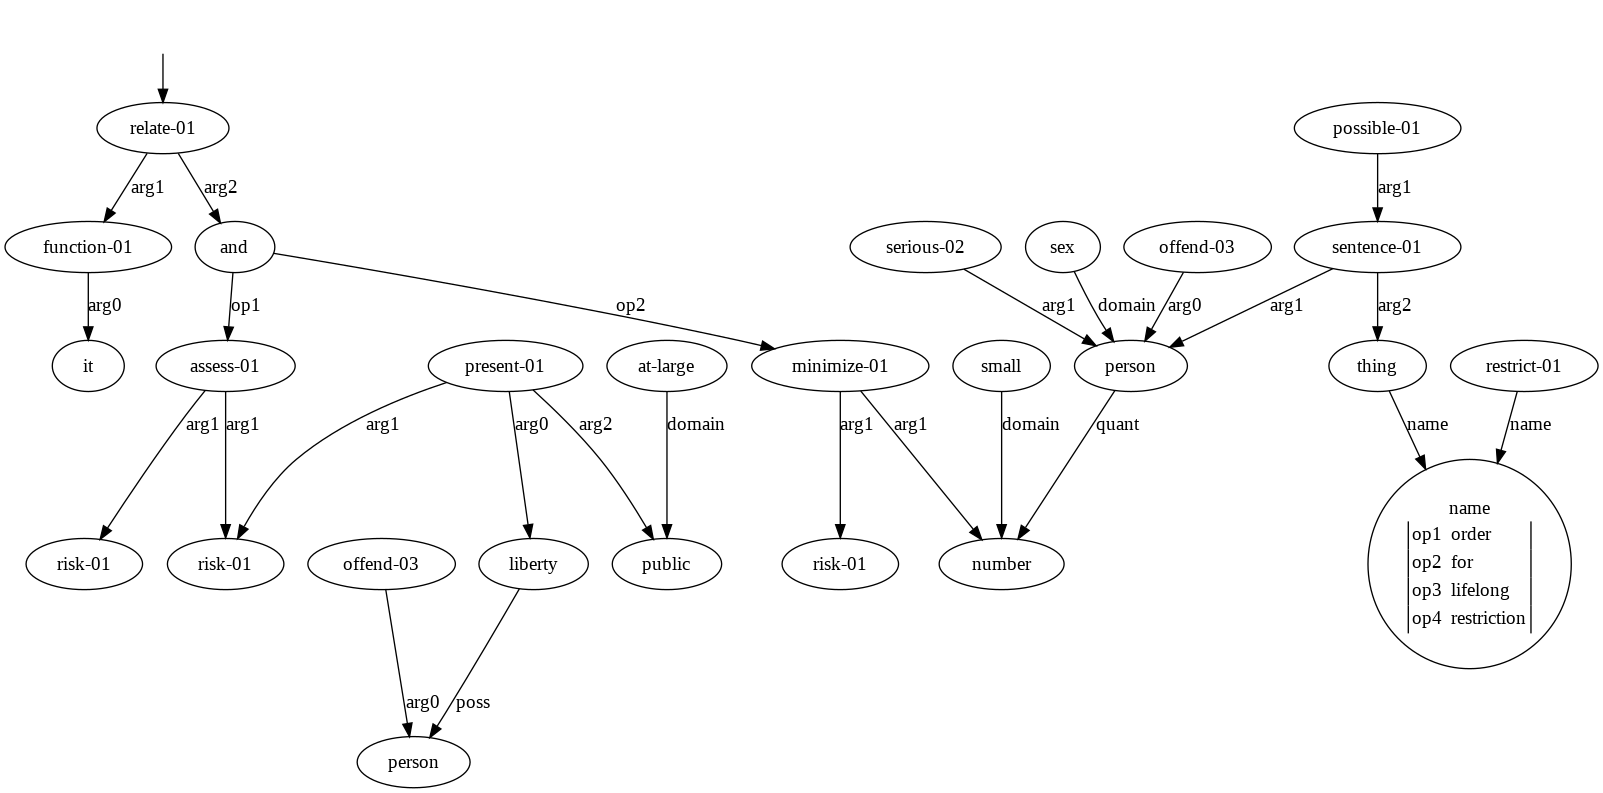 relate-01
possible-01
arg1
arg2
arg1
function-01
and
serious-02
sex
offend-03
sentence-01
arg0
op1
op2
arg1
domain
arg0
arg1
arg2
it
assess-01
present-01
at-large
minimize-01
small
person
thing
restrict-01
arg1
arg1
arg1
arg0
arg2
domain
arg1
arg1
domain
quant
name
name
risk-01
risk-01
offend-03
liberty
public
risk-01
number
name
op1 order
op2 for
op3 lifelong
op4 restriction
arg0
poss
person